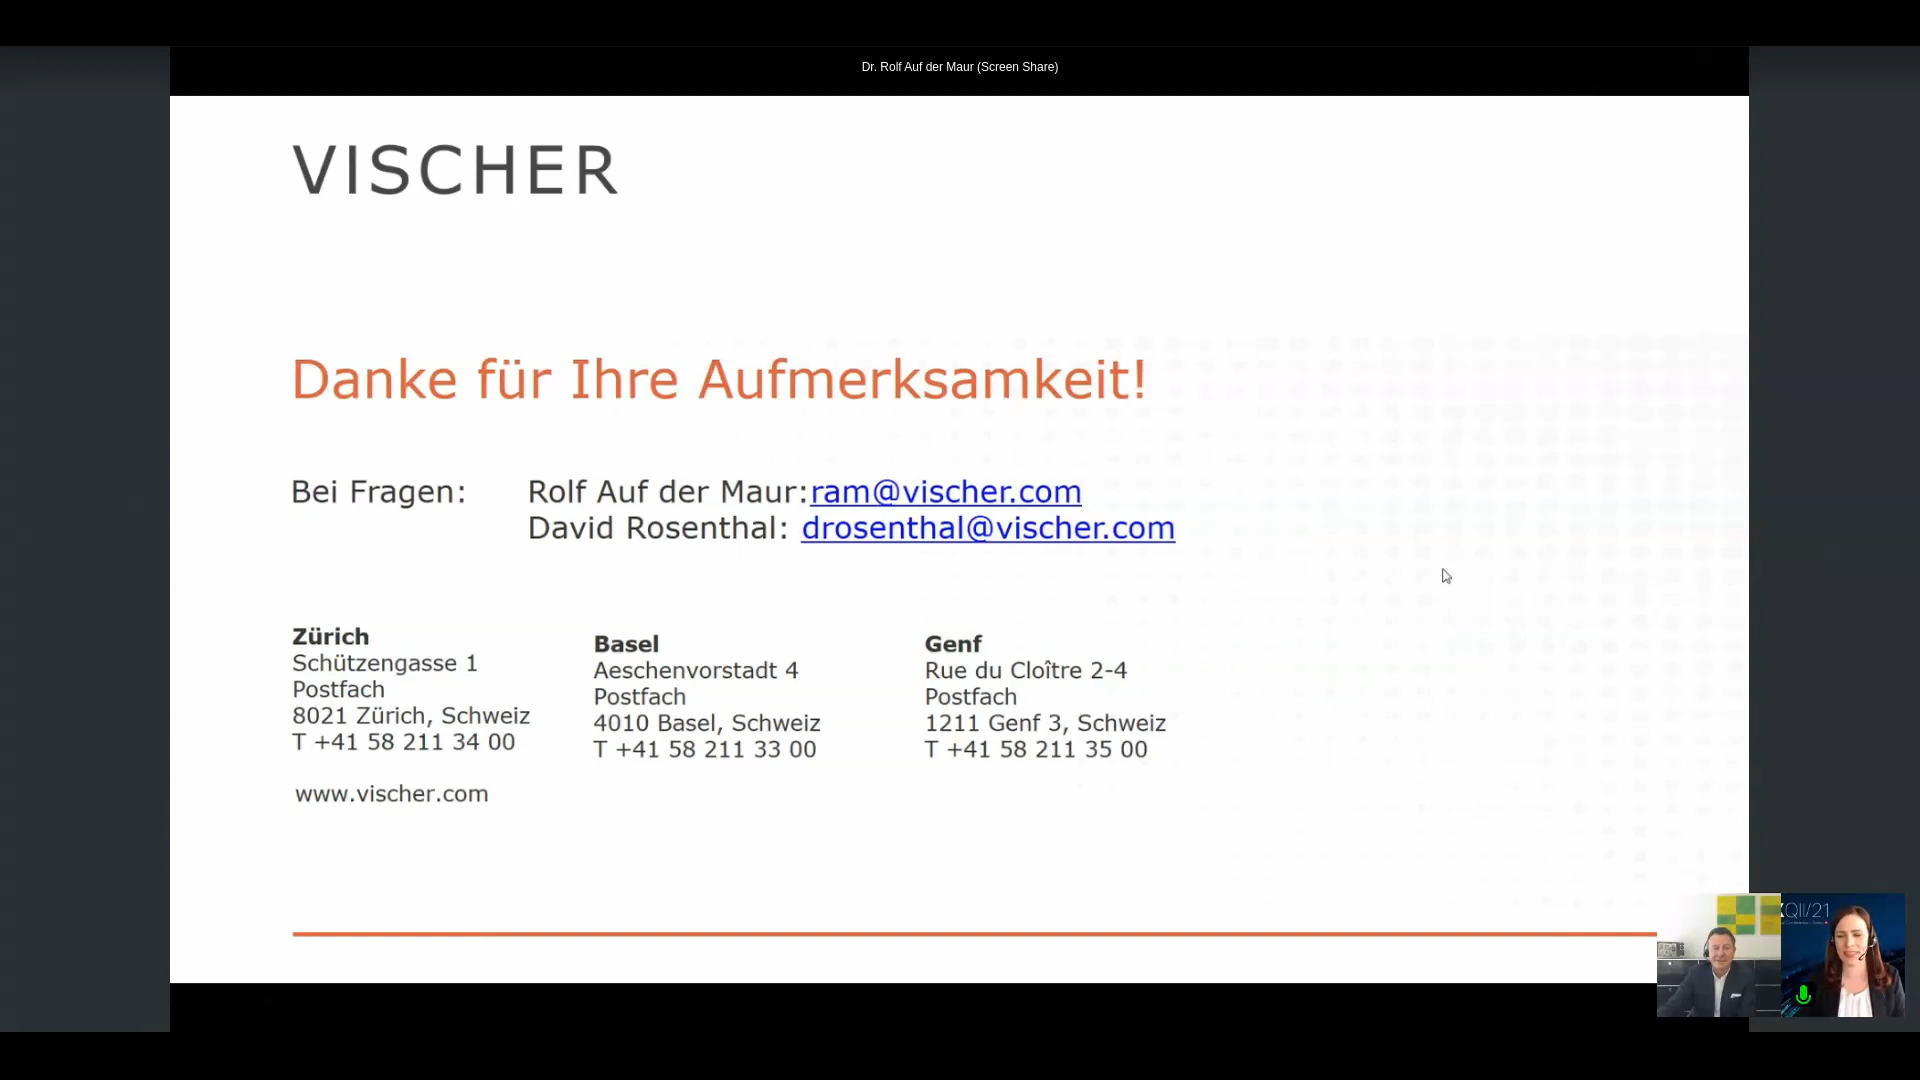 Dr. Rolf Auf der Maur (Screen Share)
VISCHER
Danke für Ihre Aufmerksamkeit!
Bei Fragen: Rolf Auf der Maur:ram@vischer.com
David Rosenthal: drosenthal@vischer.com
Zürich
Schützengasse 1
Postfach
8021 Zürich, Schweiz
T +41 58 211 34 00
www.vischer.com
Basel
Aeschenvorstadt 4
Postfach
4010 Basel, Schweiz
T +41 58 211 33 00
Genf
Rue du Cloître 2-4
Postfach
1211 Genf 3, Schweiz
T +41 58 211 35 00
QII/21